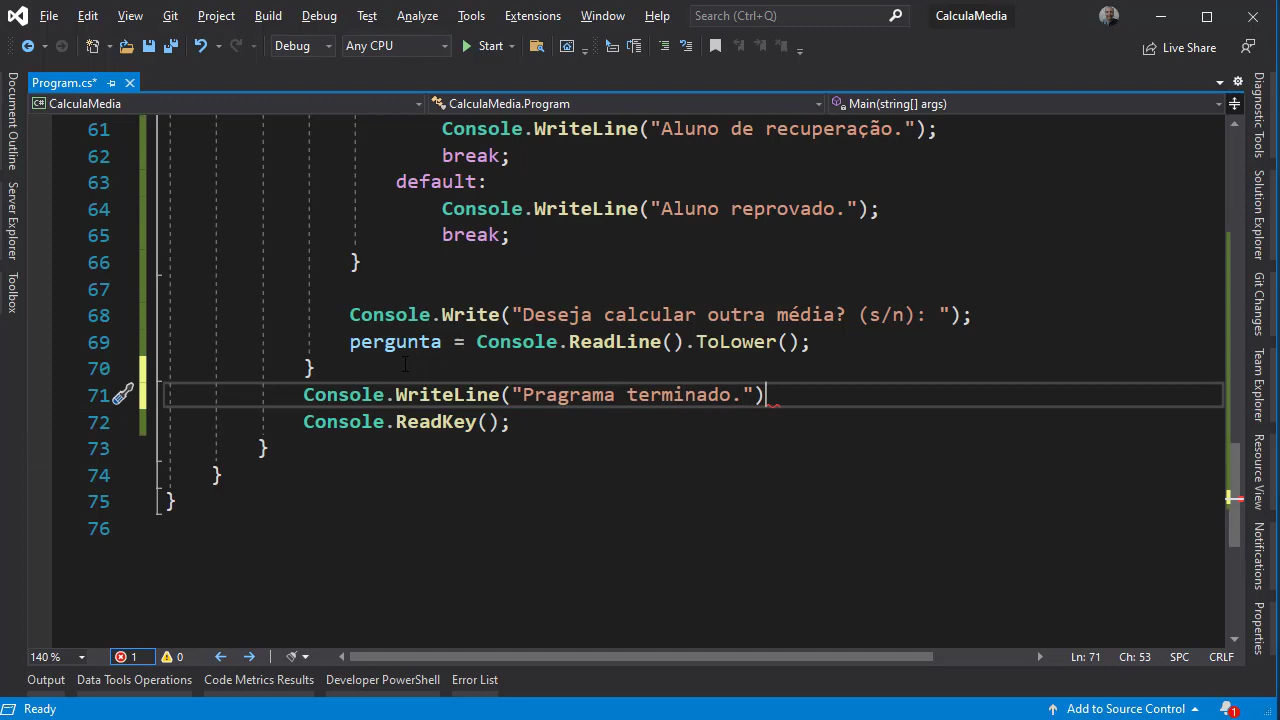 File Edit View Git Project Build Debug Test Analyze Tools Extensions Window Help Search (Ctrl+Q) CalculaMedia
Debug Any CPU Start Live Share
Program.cs*
CalculaMedia CalculaMedia.Program Main(string[] args)
Document Outline
Server Explorer
Toolbox
61 Console.WriteLine("Aluno de recuperação.");
62 break;
63 default:
64 Console.WriteLine("Aluno reprovado.");
65 break;
66 }
67
68 Console.Write("Deseja calcular outra média? (s/n): ");
69 pergunta = Console.ReadLine().ToLower();
70 }
71 Console.WriteLine("Pragrama terminado.")
72 Console.ReadKey();
73 }
74 }
75 }
76
Diagnostic Tools
Solution Explorer
Git Changes
Team Explorer
Resource View
Notifications
Properties
140 % 1 0 Ln: 71 Ch: 53 SPC CRLF
Output Data Tools Operations Code Metrics Results Developer PowerShell Error List
Ready Add to Source Control 1